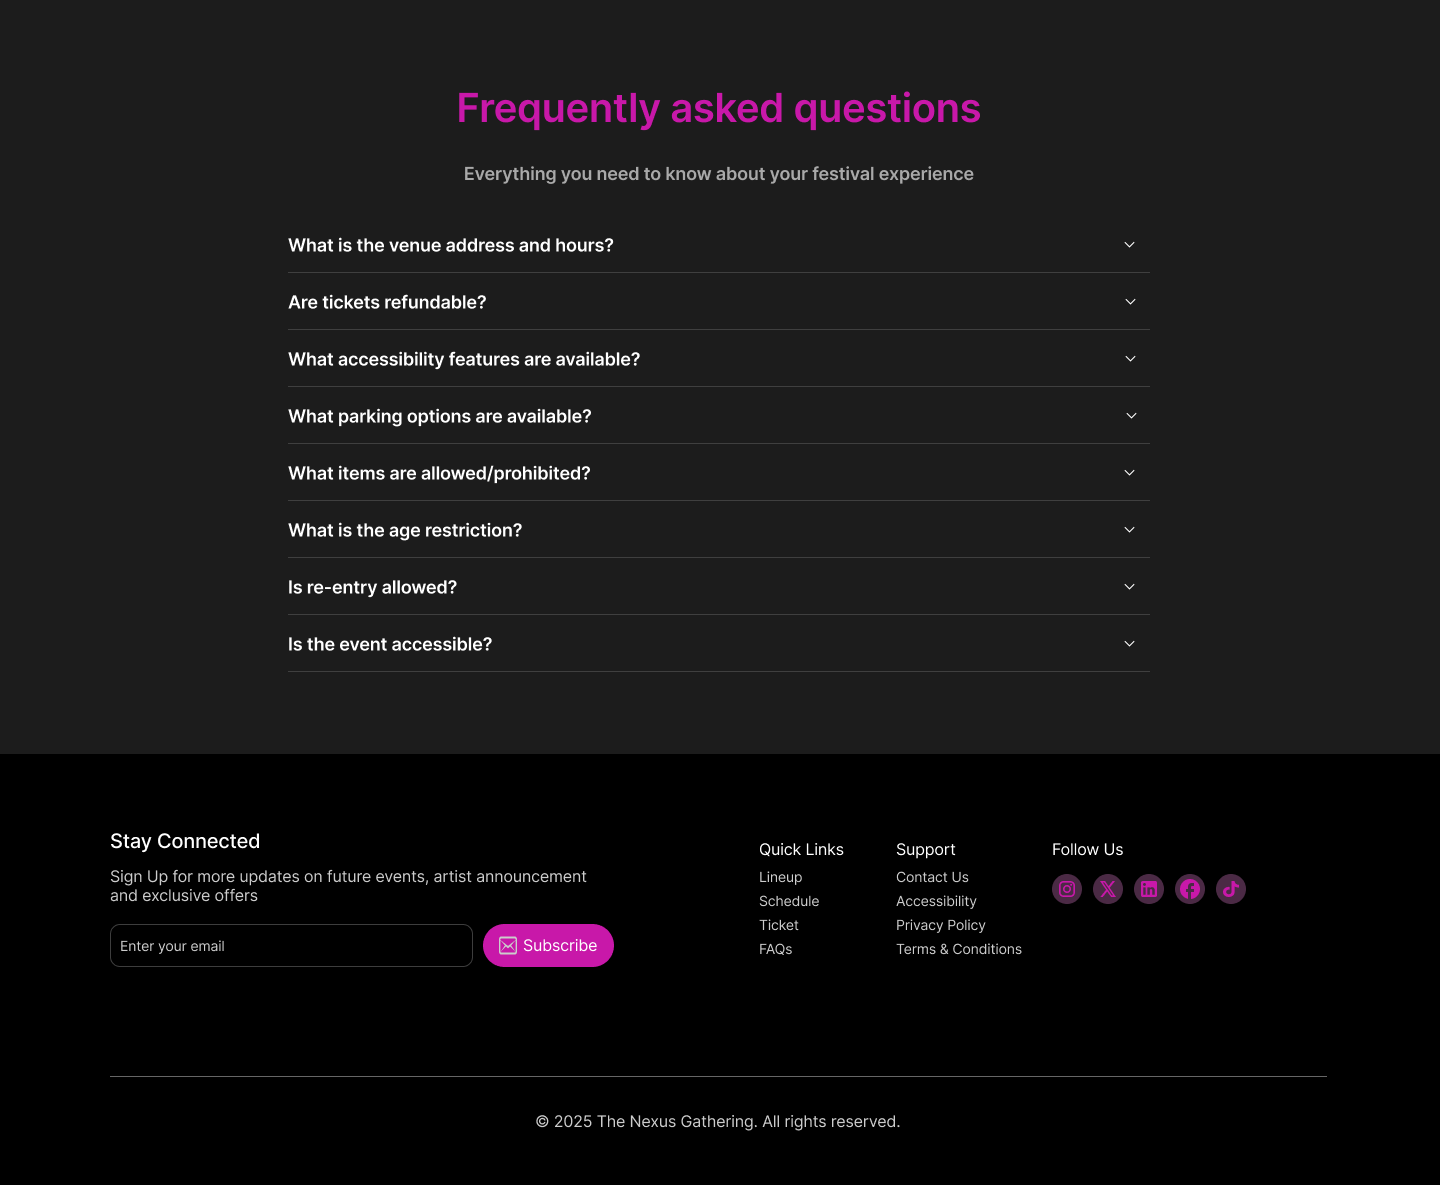 Frequently asked questions
Everything you need to know about your festival experience
What is the venue address and hours?
Are tickets refundable?
What accessibility features are available?
What parking options are available?
What items are allowed/prohibited?
What is the age restriction?
Is re-entry allowed?
Is the event accessible?
Stay Connected
Sign Up for more updates on future events, artist announcement
and exclusive offers
Enter your email
Subscribe
Quick Links
Lineup
Schedule
Ticket
FAQs
Support
Contact Us
Accessibility
Privacy Policy
Terms & Conditions
Follow Us
© 2025 The Nexus Gathering. All rights reserved.